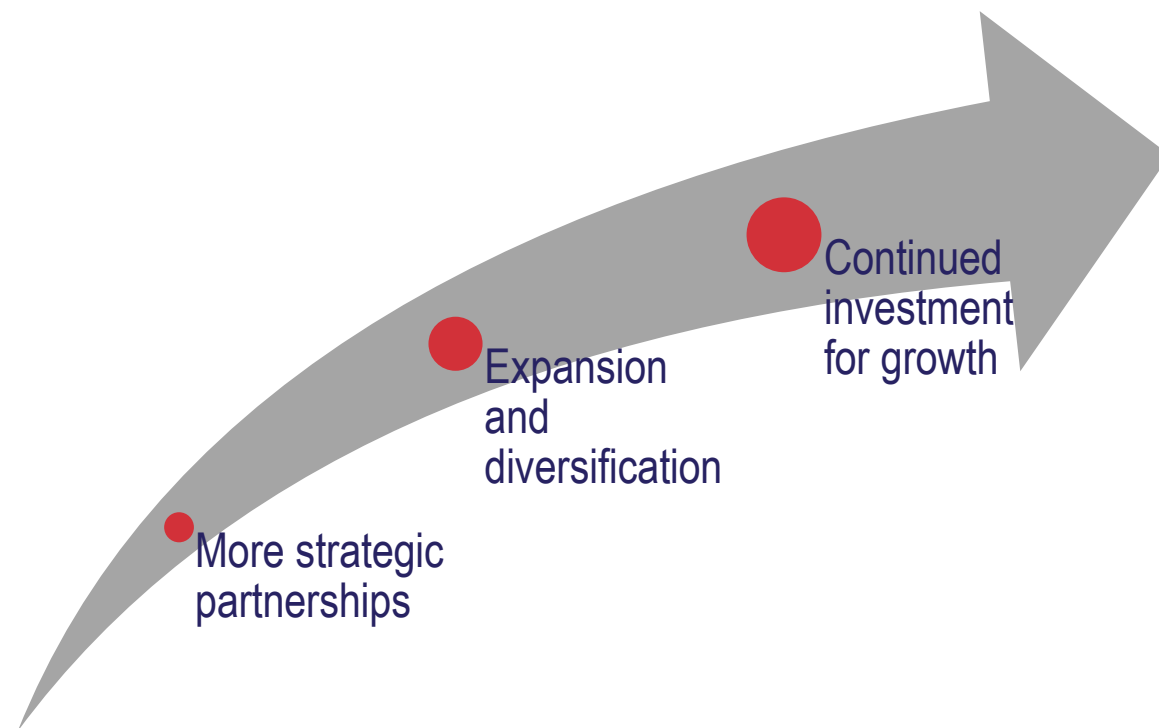 Continued
investment
for growth
Expansion
and
diversification
More strategic
partnerships